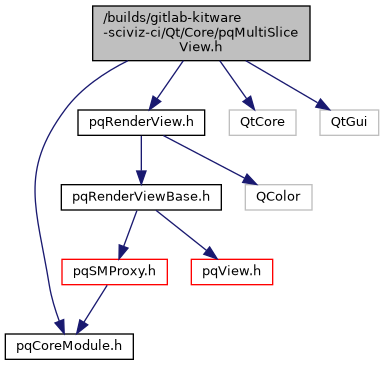 /builds/gitlab-kitware
-sciviz-ci/Qt/Core/pqMultiSlice
View.h
pqRenderView.h
QtCore
QtGui
pqRenderViewBase.h
QColor
pqSMProxy.h
pqView.h
pqCoreModule.h